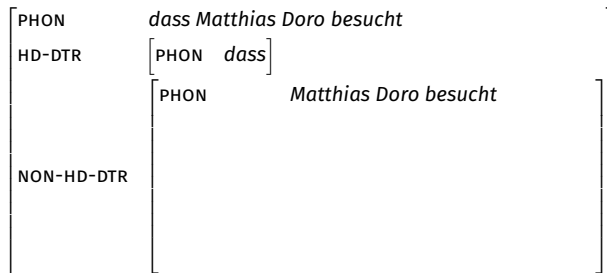 PHON dass Matthias Doro besucht
HD-DTR [PHON dass]
PHON Matthias Doro besucht
NON-HD-DTR